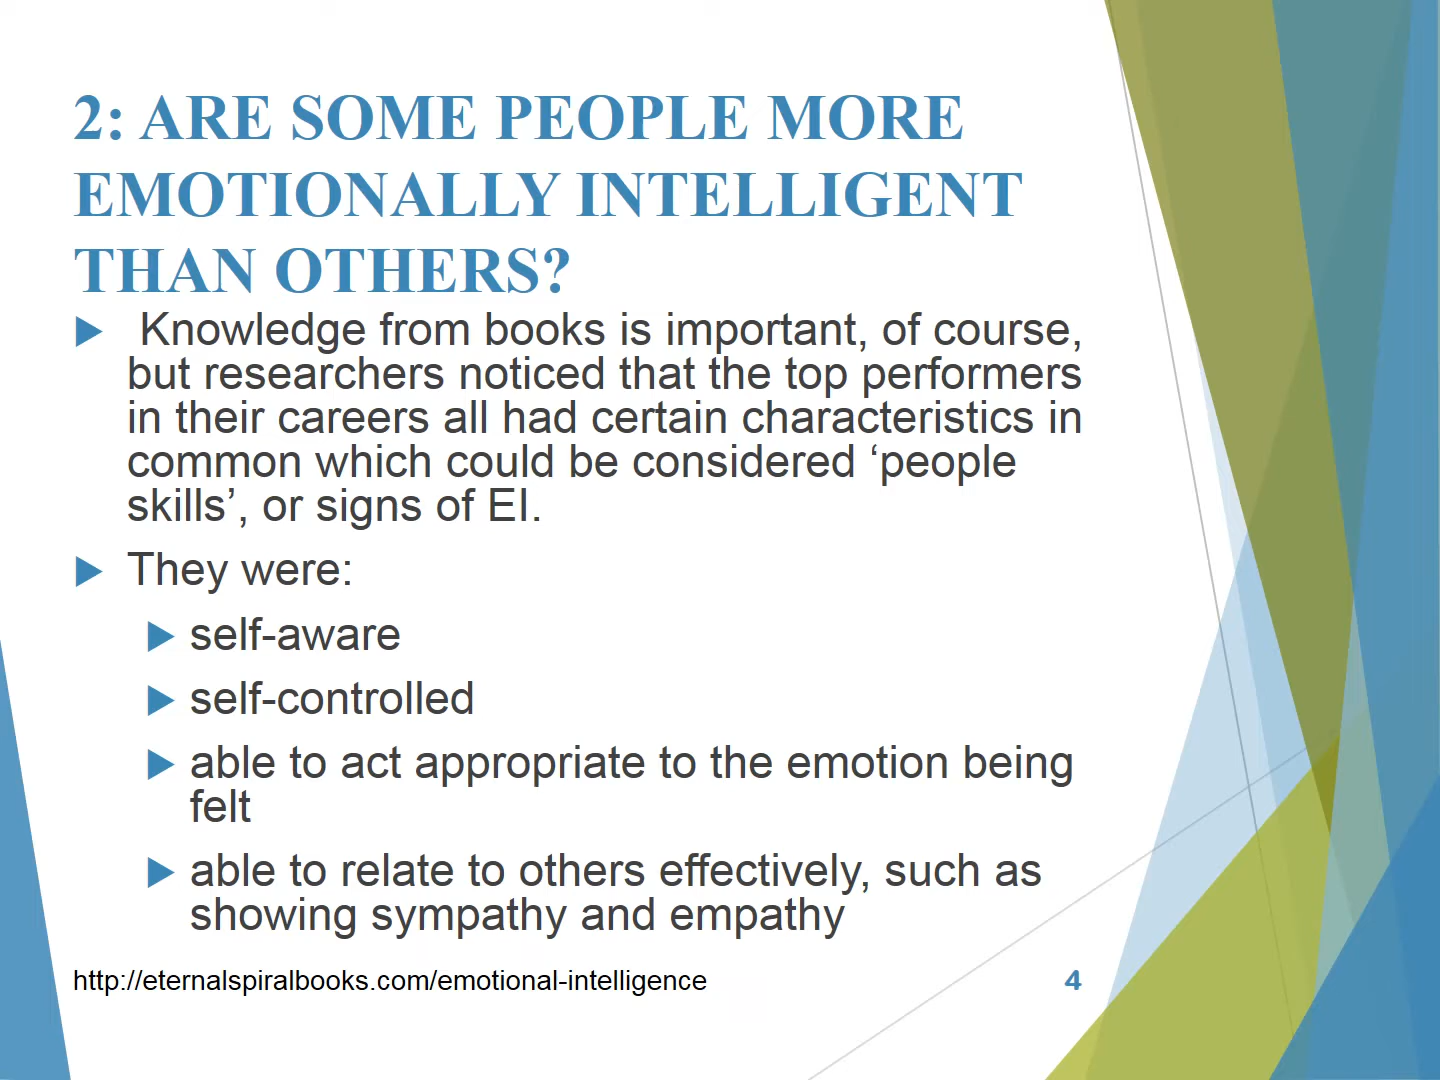 2: ARE SOME PEOPLE MORE
EMOTIONALLY INTELLIGENT
THAN OTHERS?
Knowledge from books is important, of course,
but researchers noticed that the top performers
in their careers all had certain characteristics in
common which could be considered ‘people
skills’, or signs of EI.
They were:
self-aware
self-controlled
able to act appropriate to the emotion being
felt
able to relate to others effectively, such as
showing sympathy and empathy
http://eternalspiralbooks.com/emotional-intelligence
4